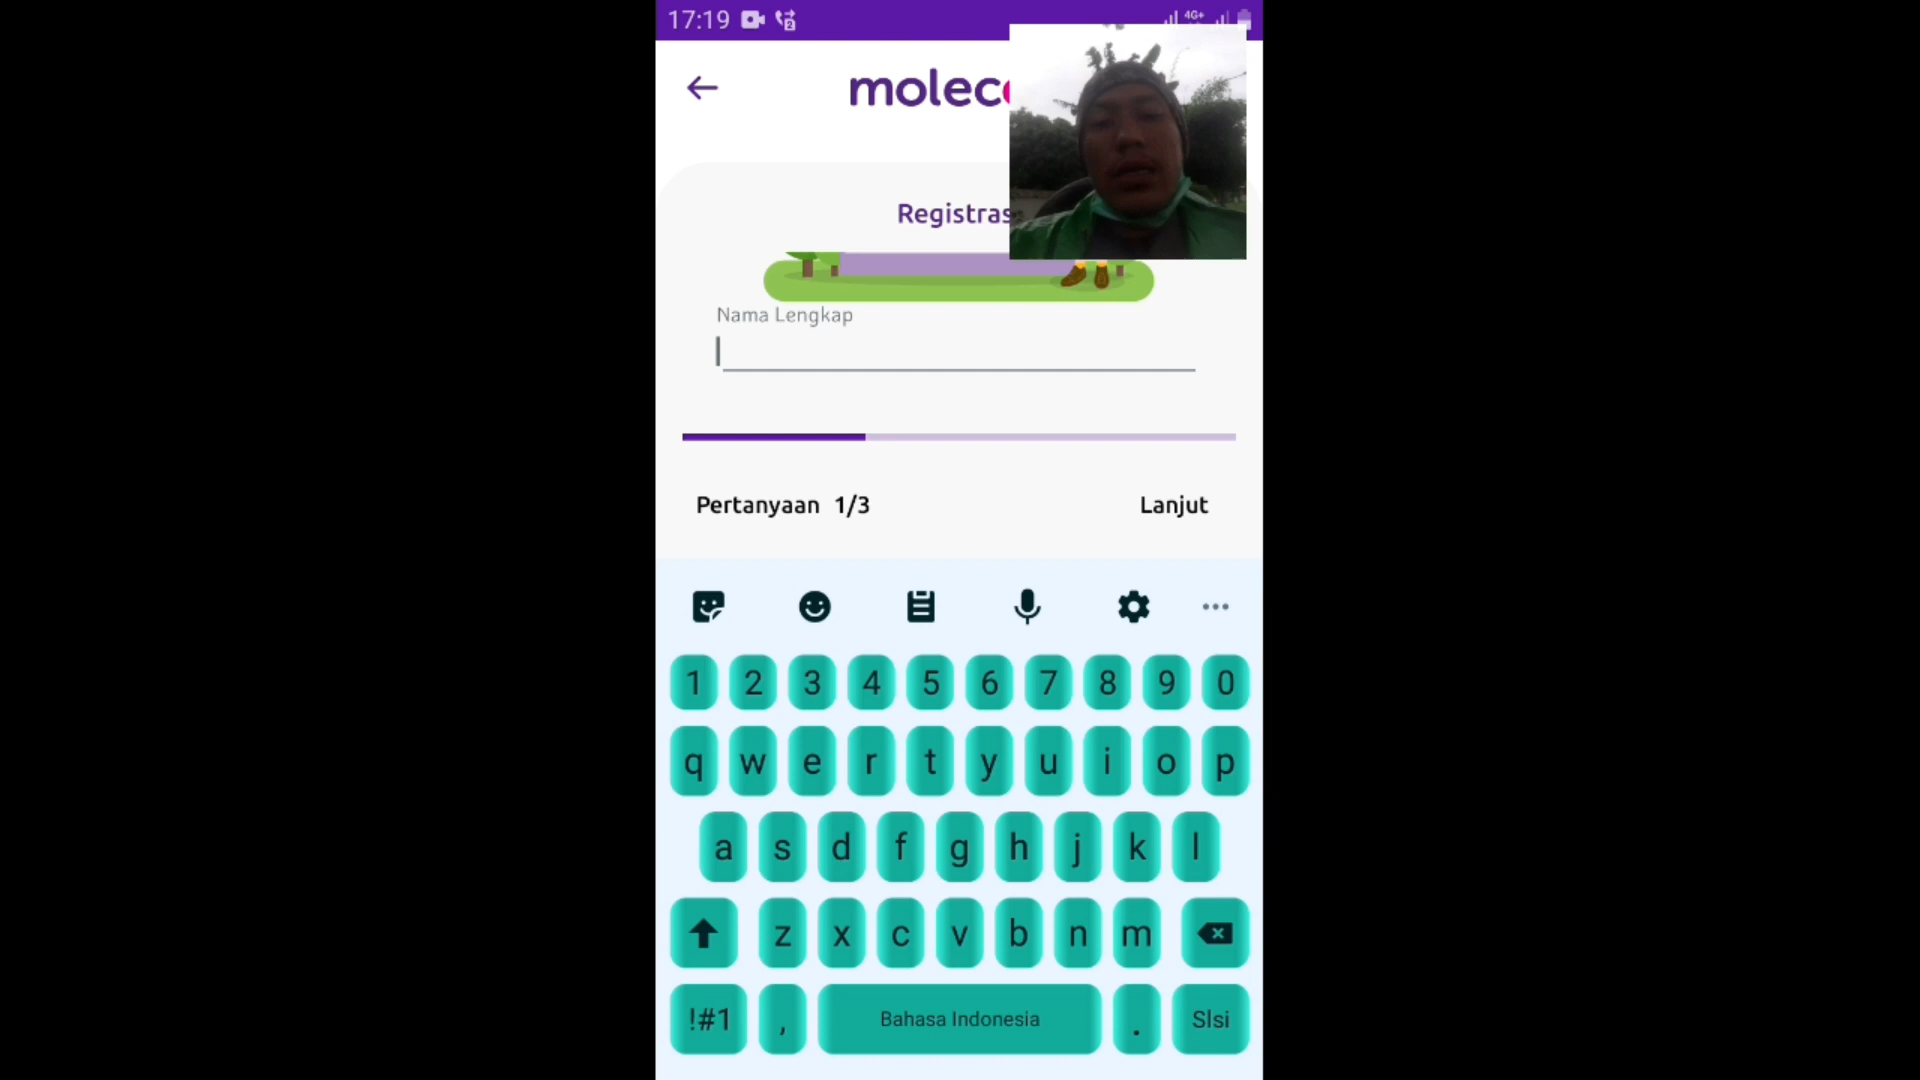 17:19
4G+
molec
Registras
Nama Lengkap
Pertanyaan 1/3
Lanjut
1 2 3 4 5 6 7 8 9 0
q w e r t y u i o p
a s d f g h j k l
z x c v b n m
!#1 , Bahasa Indonesia . Slsi